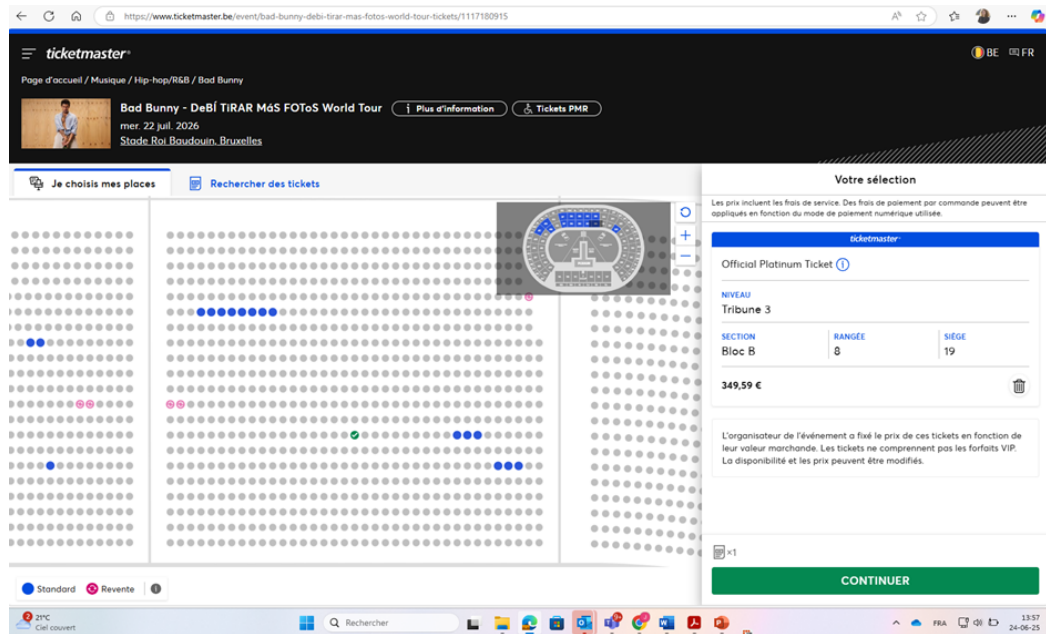 https://www.ticketmaster.be/event/bad-bunny-debi-tirar-mas-fotos-world-tour-tickets/1117180915
ticketmaster
BE FR
Page d'accueil / Musique / Hip-hop/R&B / Bad Bunny
Bad Bunny - DeBÍ TiRAR MáS FOToS World Tour
i Plus d'information
Tickets PMR
mer. 22 juil. 2026
Stade Roi Baudouin, Bruxelles
Je choisis mes places
Rechercher des tickets
Votre sélection
Les prix incluent les frais de service. Des frais de paiement par commande peuvent être
appliqués en fonction du mode de paiement numérique utilisée.
ticketmaster
Official Platinum Ticket i
NIVEAU
Tribune 3
SECTION RANGÉE SIÈGE
Bloc B 8 19
349,59 €
L'organisateur de l'événement a fixé le prix de ces tickets en fonction de
leur valeur marchande. Les tickets ne comprennent pas les forfaits VIP.
La disponibilité et les prix peuvent être modifiés.
×1
CONTINUER
Standard Revente i
21°C
Ciel couvert
Rechercher
FRA
13:57
24-06-25